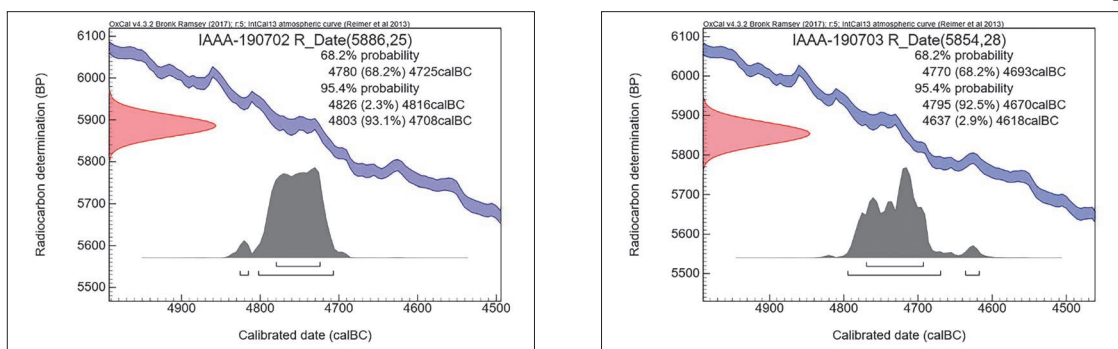 OxCal v4.3.2 Bronk Ramsey (2017); r:5; IntCal13 atmospheric curve (Reimer et al 2013)
IAAA-190702 R_Date(5886,25)
68.2% probability
4780 (68.2%) 4725calBC
95.4% probability
4826 (2.3%) 4816calBC
4803 (93.1%) 4708calBC
Radiocarbon determination (BP)
6100
6000
5900
5800
5700
5600
5500
4900 4800 4700 4600 4500
Calibrated date (calBC)
OxCal v4.3.2 Bronk Ramsey (2017); r:5; IntCal13 atmospheric curve (Reimer et al 2013)
IAAA-190703 R_Date(5854,28)
68.2% probability
4770 (68.2%) 4693calBC
95.4% probability
4795 (92.5%) 4670calBC
4637 (2.9%) 4618calBC
Radiocarbon determination (BP)
6100
6000
5900
5800
5700
5600
5500
4900 4800 4700 4600 4500
Calibrated date (calBC)